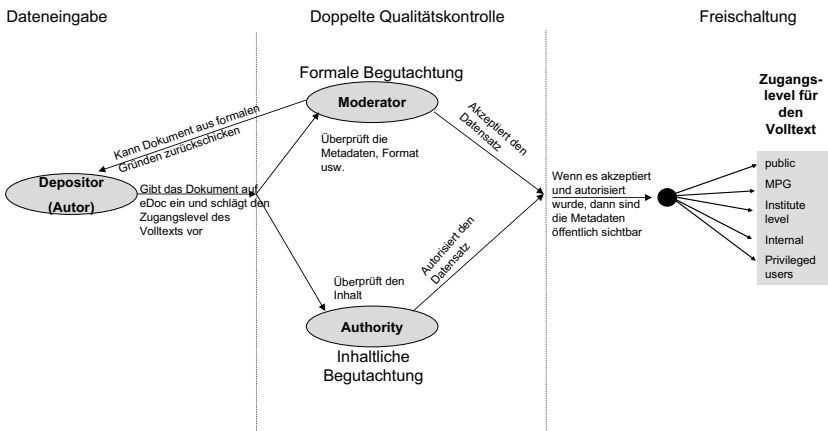 Dateneingabe
Doppelte Qualitätskontrolle
Freischaltung
Formale Begutachtung
Moderator
Kann Dokument aus formalen
Gründen zurückschicken
Überprüft die
Metadaten, Format
usw.
Akzeptiert den
Datensatz
Depositor
(Autor)
Gibt das Dokument auf
eDoc ein und schlägt den
Zugangslevel des
Volltexts vor
Überprüft den
Inhalt
Autorisiert den
Datensatz
Authority
Inhaltliche
Begutachtung
Wenn es akzeptiert
und autorisiert
wurde, dann sind
die Metadaten
öffentlich sichtbar
Zugangs-
level für
den
Volltext
public
MPG
Institute
level
Internal
Privileged
users